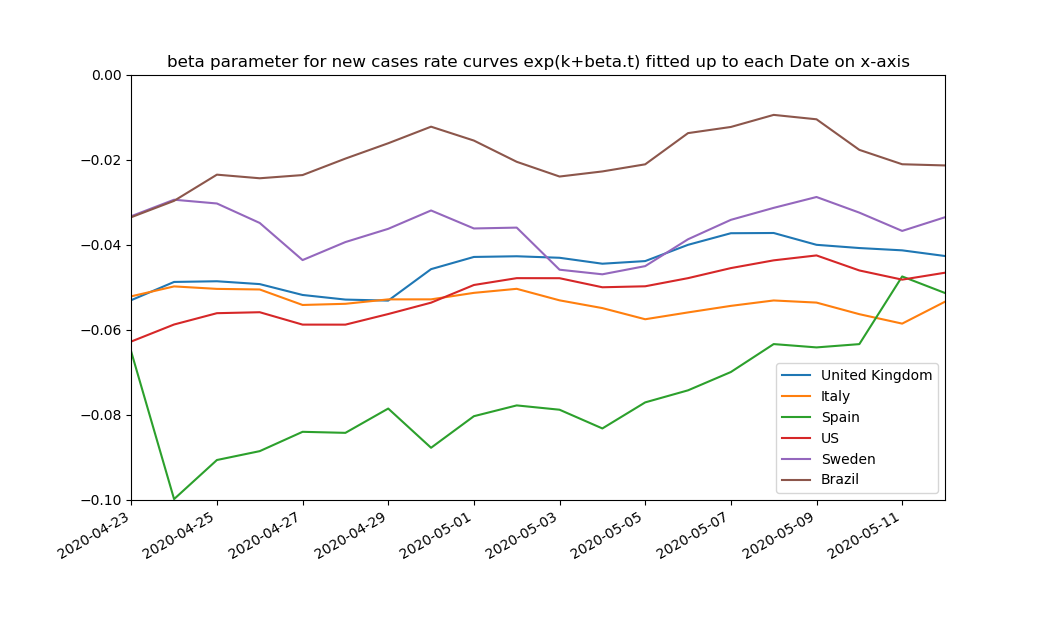 beta parameter for new cases rate curves exp(k+beta.t) fitted up to each Date on x-axis
0.00
−0.02
−0.04
−0.06
−0.08
−0.10
United Kingdom
Italy
Spain
US
Sweden
Brazil
2020-04-23
2020-04-25
2020-04-27
2020-04-29
2020-05-01
2020-05-03
2020-05-05
2020-05-07
2020-05-09
2020-05-11